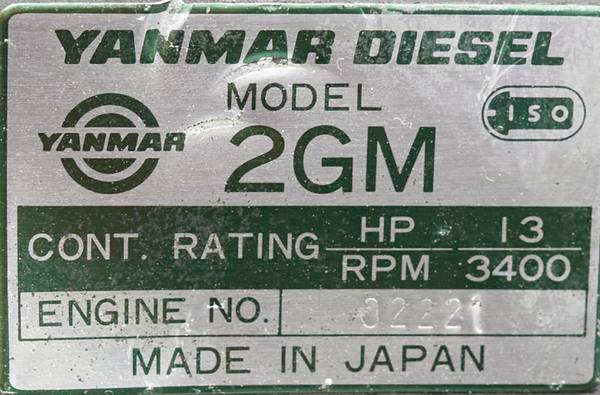 YANMAR DIESEL
MODEL
ISO
YANMAR
2GM
CONT. RATING HP 13
RPM 3400
ENGINE NO.
MADE IN JAPAN